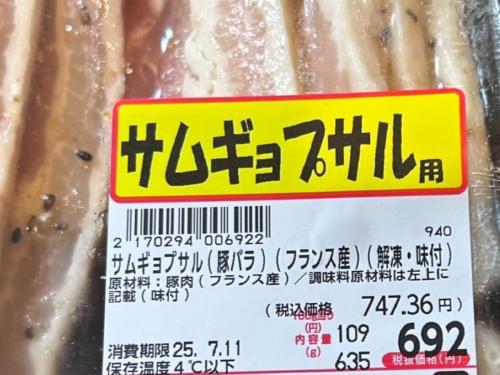 サムギョプサル用
2 170294 006922
940
サムギョプサル(豚バラ)(フランス産)(解凍・味付)
原材料:豚肉(フランス産)/調味料原材料は左上に
記載(味付)
(税込価格 747.36円)
100g当り
(円) 109
692
内容量
(g) 635
税抜価格(円)
消費期限25. 7.11
保存温度4℃以下